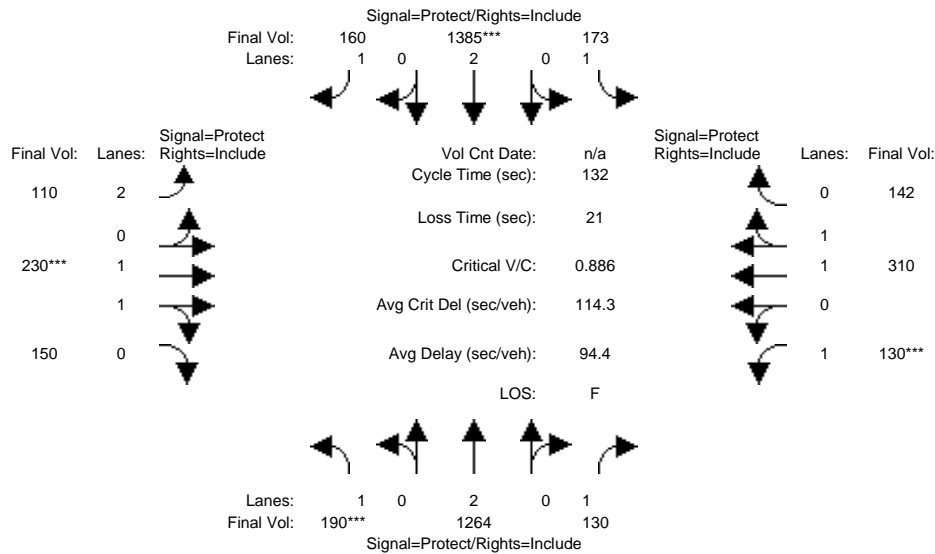 Signal=Protect/Rights=Include
Final Vol: 160 1385*** 173
Lanes: 1 0 2 0 1
Signal=Protect Signal=Protect
Final Vol: Lanes: Rights=Include Vol Cnt Date: n/a Rights=Include Lanes: Final Vol:
Cycle Time (sec): 132
110 2 0 142
Loss Time (sec): 21
0 1
230*** 1 Critical V/C: 0.886 1 310
1 Avg Crit Del (sec/veh): 114.3 0
150 0 Avg Delay (sec/veh): 94.4 1 130***
LOS: F
Lanes: 1 0 2 0 1
Final Vol: 190*** 1264 130
Signal=Protect/Rights=Include